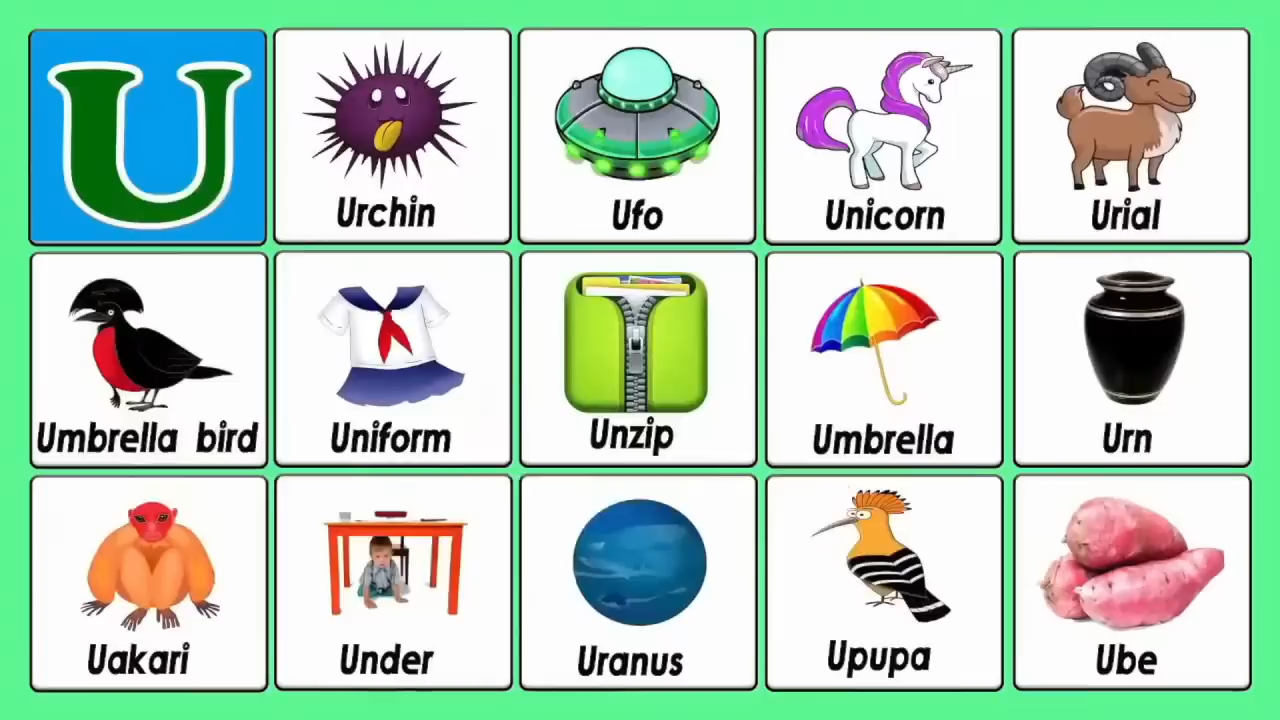 U
Urchin
Ufo
Unicorn
Urial
Umbrella bird
Uniform
Unzip
Umbrella
Urn
Uakari
Under
Uranus
Upupa
Ube